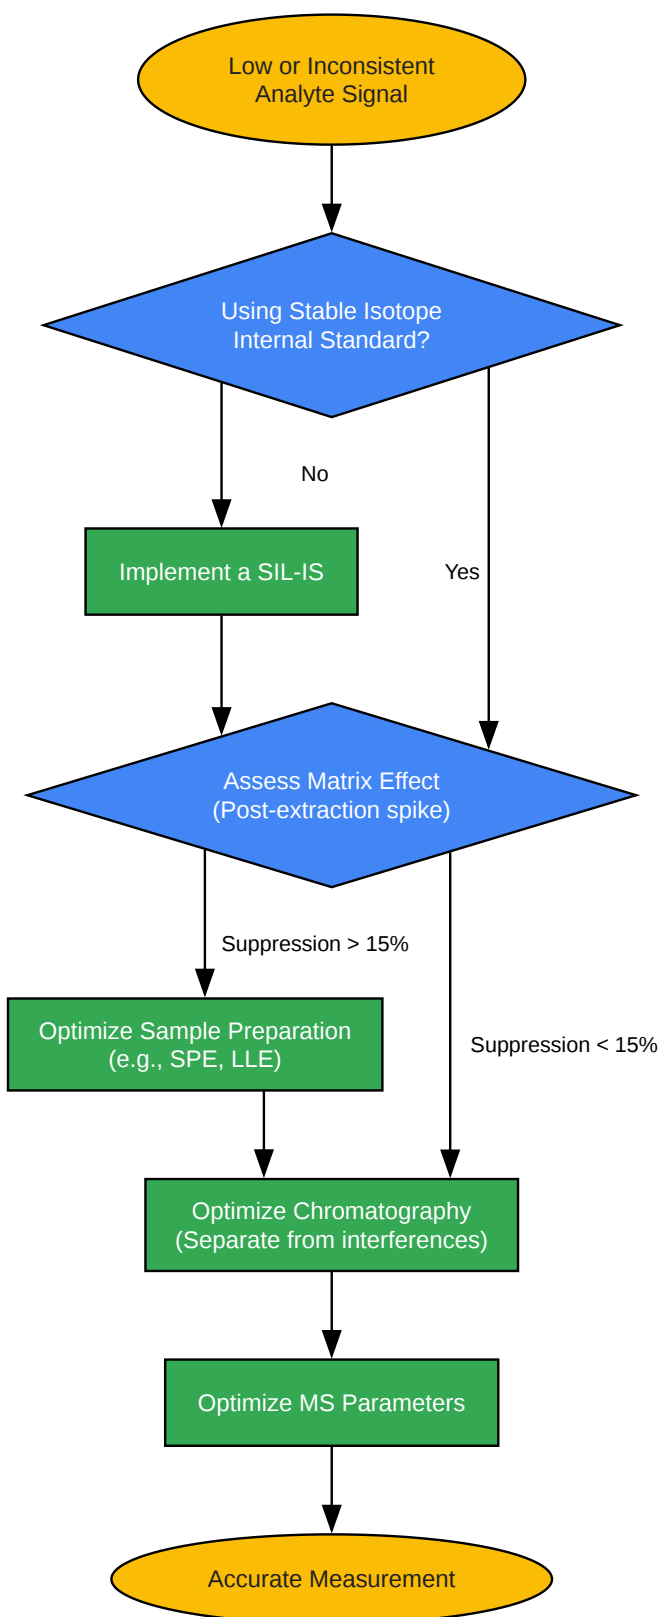 Low or Inconsistent
Analyte Signal
Using Stable Isotope
Internal Standard?
No
Implement a SIL-IS
Yes
Assess Matrix Effect
(Post-extraction spike)
Suppression > 15%
Optimize Sample Preparation
(e.g., SPE, LLE)
Suppression < 15%
Optimize Chromatography
(Separate from interferences)
Optimize MS Parameters
Accurate Measurement